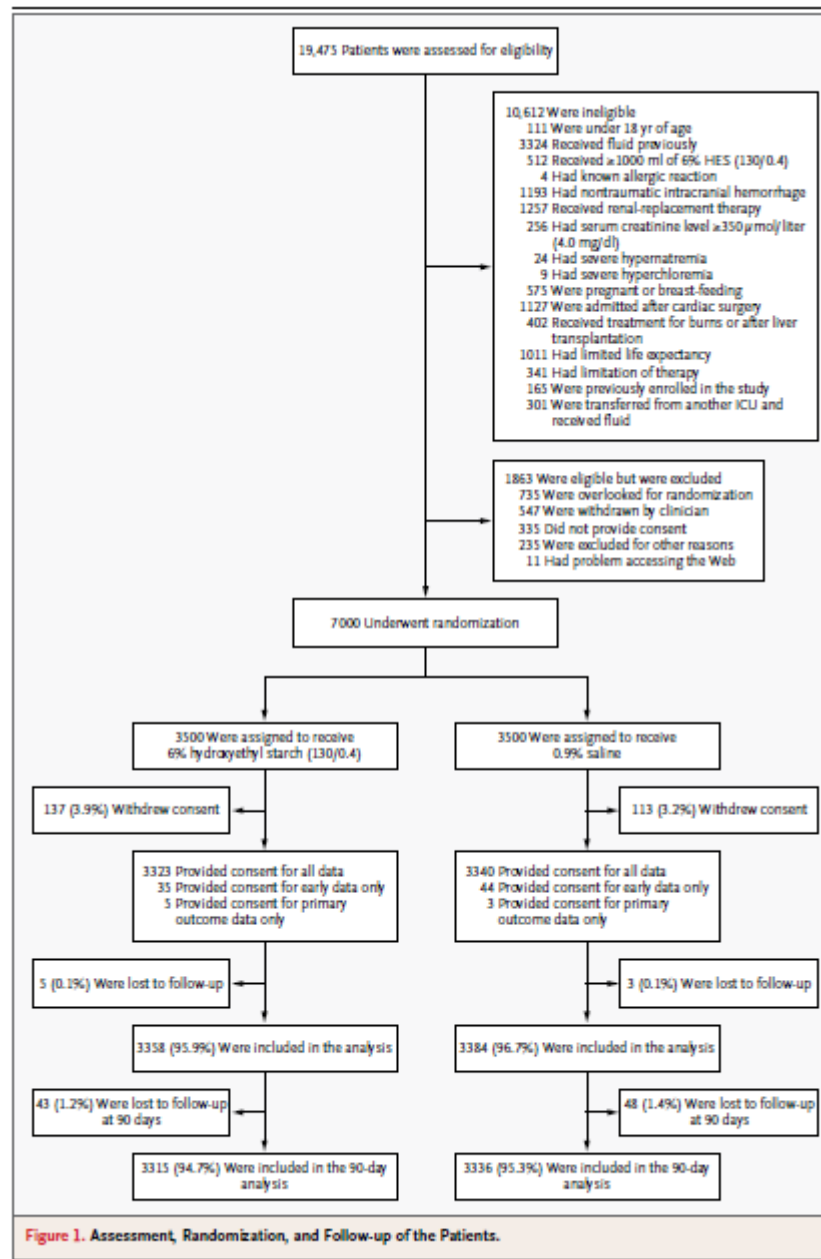 19,475 Patients were assessed for eligibility
10,612 Were ineligible
111 Were under 18 yr of age
3324 Received fluid previously
512 Received ≥1000 ml of 6% HES (130/0.4)
4 Had known allergic reaction
1193 Had nontraumatic intracranial hemorrhage
1257 Received renal-replacement therapy
256 Had serum creatinine level ≥350 μmol/liter
(4.0 mg/dl)
24 Had severe hypernatremia
9 Had severe hyperchloremia
575 Were pregnant or breast-feeding
1127 Were admitted after cardiac surgery
402 Received treatment for burns or after liver
transplantation
1011 Had limited life expectancy
341 Had limitation of therapy
165 Were previously enrolled in the study
301 Were transferred from another ICU and
received fluid
1863 Were eligible but were excluded
735 Were overlooked for randomization
547 Were withdrawn by clinician
335 Did not provide consent
235 Were excluded for other reasons
11 Had problem accessing the Web
7000 Underwent randomization
3500 Were assigned to receive
6% hydroxyethyl starch (130/0.4)
3500 Were assigned to receive
0.9% saline
137 (3.9%) Withdrew consent
113 (3.2%) Withdrew consent
3323 Provided consent for all data
35 Provided consent for early data only
5 Provided consent for primary
outcome data only
3340 Provided consent for all data
44 Provided consent for early data only
3 Provided consent for primary
outcome data only
5 (0.1%) Were lost to follow-up
3 (0.1%) Were lost to follow-up
3358 (95.9%) Were included in the analysis
3384 (96.7%) Were included in the analysis
43 (1.2%) Were lost to follow-up
at 90 days
48 (1.4%) Were lost to follow-up
at 90 days
3315 (94.7%) Were included in the 90-day
analysis
3336 (95.3%) Were included in the 90-day
analysis
Figure 1. Assessment, Randomization, and Follow-up of the Patients.